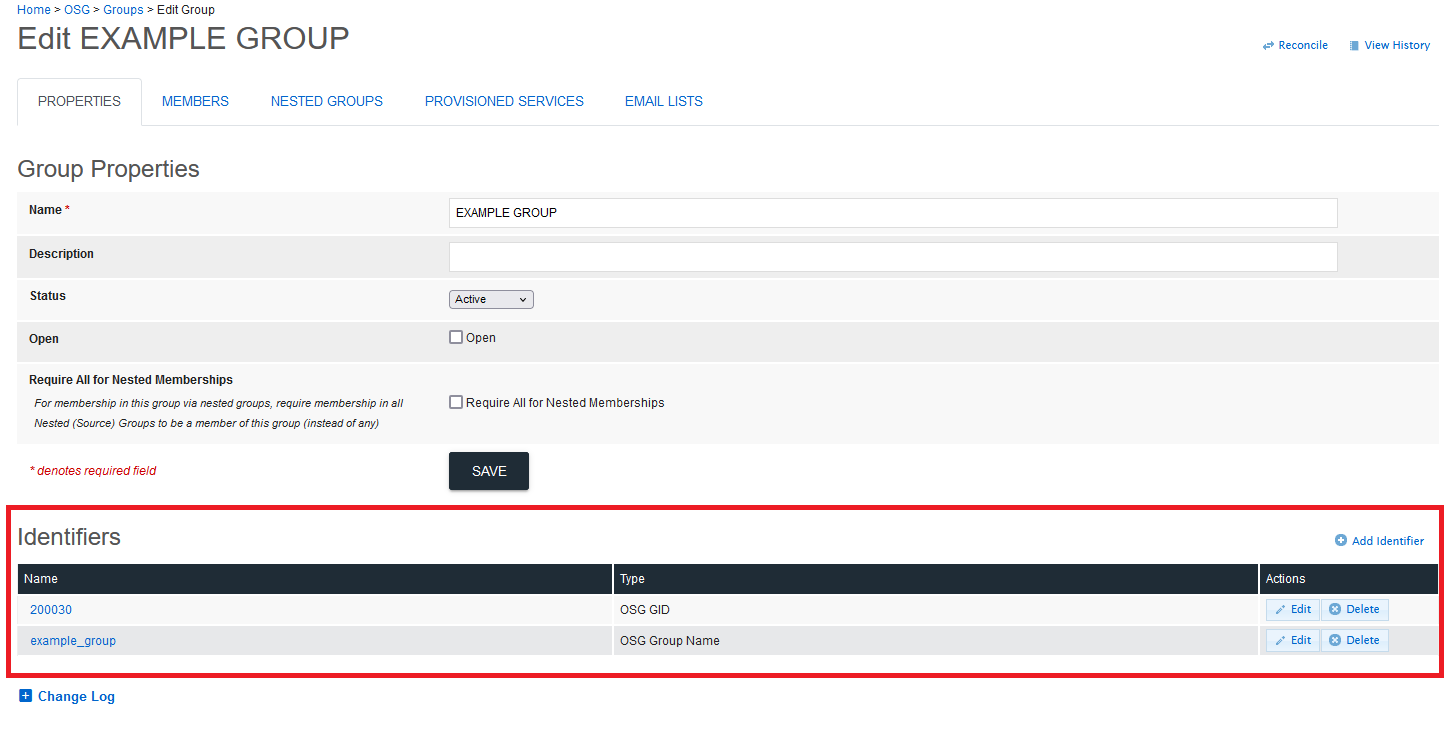 Home > OSG > Groups > Edit Group
Edit EXAMPLE GROUP
Reconcile View History
PROPERTIES MEMBERS NESTED GROUPS PROVISIONED SERVICES EMAIL LISTS
Group Properties
Name * EXAMPLE GROUP
Description
Status Active
Open Open
Require All for Nested Memberships
For membership in this group via nested groups, require membership in all
Require All for Nested Memberships
Nested (Source) Groups to be a member of this group (instead of any)
* denotes required field SAVE
Identifiers
Add Identifier
Name Type Actions
200030 OSG GID Edit Delete
example_group OSG Group Name Edit Delete
Change Log